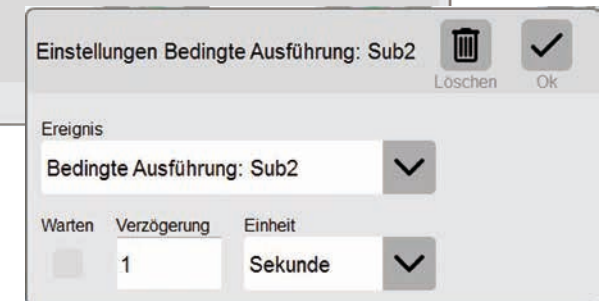 Einstellungen Bedingte Ausführung: Sub2
Löschen Ok
Ereignis
Bedingte Ausführung: Sub2
Warten Verzögerung Einheit
1 Sekunde